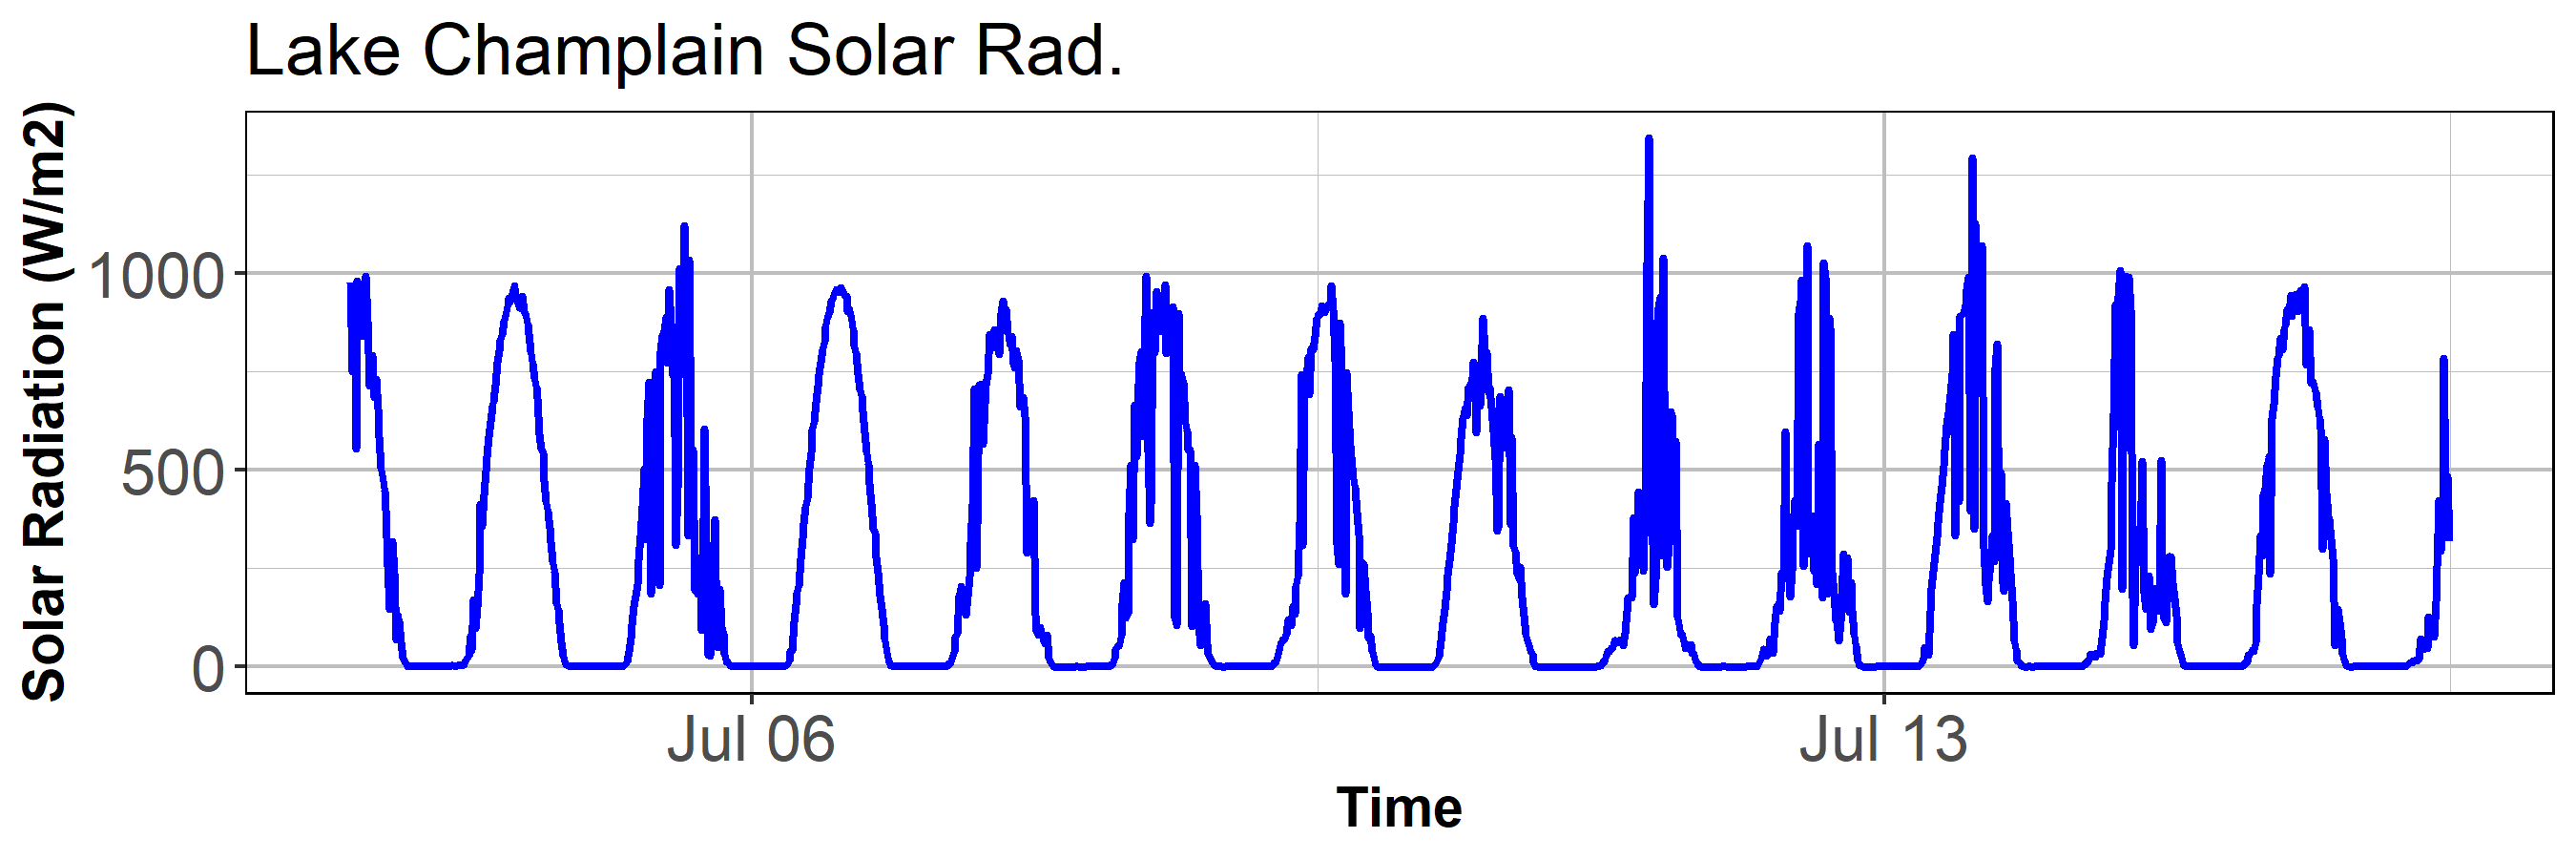 Lake Champlain Solar Rad.
Solar Radiation (W/m2)
1000
500
0
Jul 06
Jul 13
Time